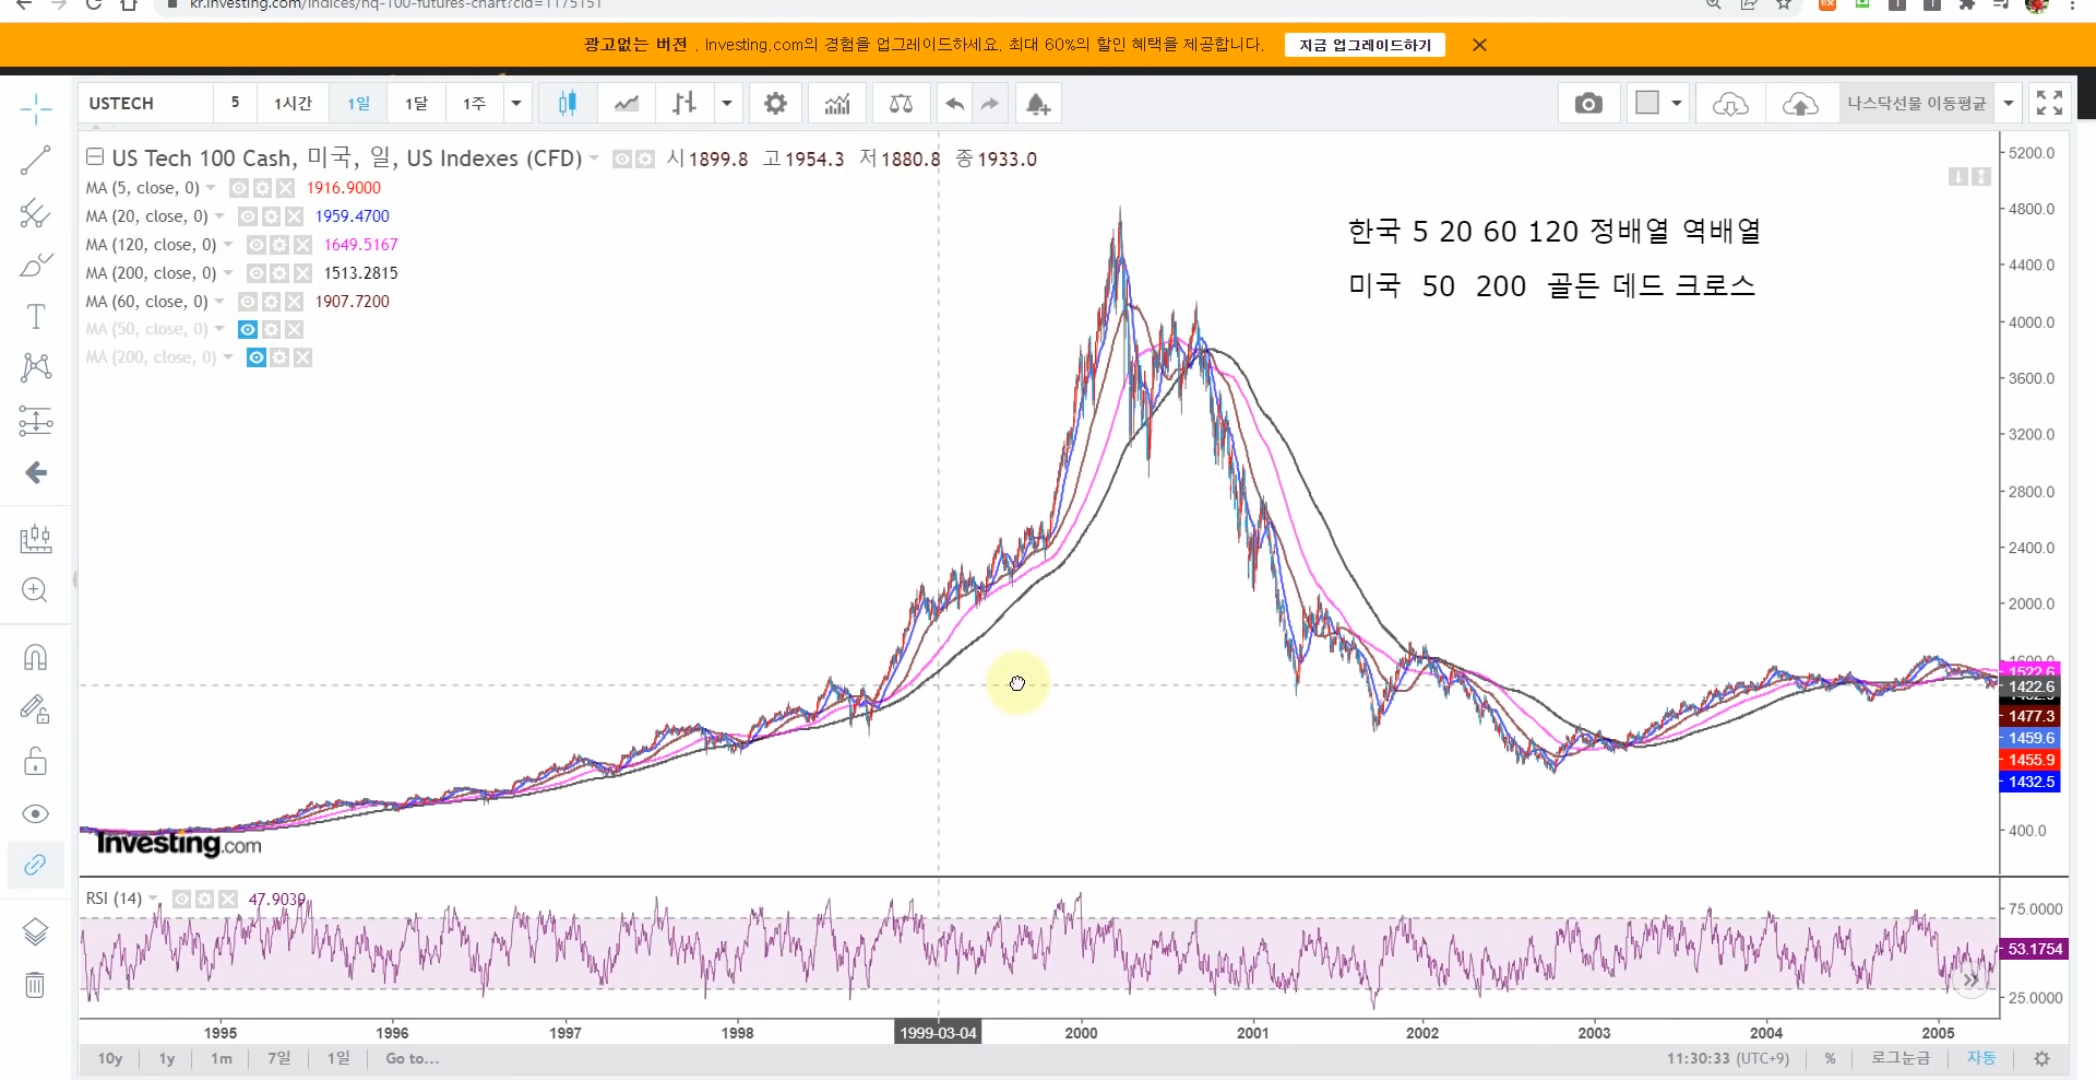 kr.investing.com/indices/nq-100-futures-chart?cid=1175151
광고없는 버전 . Investing.com의 경험을 업그레이드하세요. 최대 60%의 할인 혜택을 제공합니다. 지금 업그레이드하기
USTECH 5 1시간 1일 1달 1주 나스닥선물 이동평균
US Tech 100 Cash, 미국, 일, US Indexes (CFD) 시 1899.8 고 1954.3 저 1880.8 종 1933.0
MA (5, close, 0) 1916.9000
MA (20, close, 0) 1959.4700
MA (120, close, 0) 1649.5167
MA (200, close, 0) 1513.2815
MA (60, close, 0) 1907.7200
MA (50, close, 0)
MA (200, close, 0)
한국 5 20 60 120 정배열 역배열
미국 50 200 골든 데드 크로스
5200.0
4800.0
4400.0
4000.0
3600.0
3200.0
2800.0
2400.0
2000.0
1522.6
1422.6
1477.3
1459.6
1455.9
1432.5
400.0
Investing.com
RSI (14) 47.9039
75.0000
53.1754
25.0000
1995 1996 1997 1998 1999-03-04 2000 2001 2002 2003 2004 2005
10y 1y 1m 7일 1일 Go to... 11:30:33 (UTC+9) % 로그눈금 자동